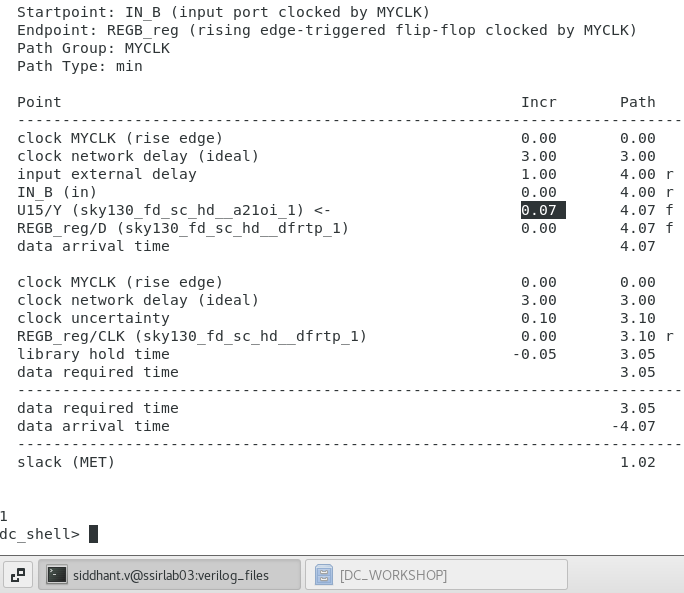 Startpoint: IN_B (input port clocked by MYCLK)
Endpoint: REGB_reg (rising edge-triggered flip-flop clocked by MYCLK)
Path Group: MYCLK
Path Type: min
Point Incr Path
--------------------------------------------------------------------------
clock MYCLK (rise edge) 0.00 0.00
clock network delay (ideal) 3.00 3.00
input external delay 1.00 4.00 r
IN_B (in) 0.00 4.00 r
U15/Y (sky130_fd_sc_hd__a21oi_1) <- 0.07 4.07 f
REGB_reg/D (sky130_fd_sc_hd__dfrtp_1) 0.00 4.07 f
data arrival time 4.07
clock MYCLK (rise edge) 0.00 0.00
clock network delay (ideal) 3.00 3.00
clock uncertainty 0.10 3.10
REGB_reg/CLK (sky130_fd_sc_hd__dfrtp_1) 0.00 3.10 r
library hold time -0.05 3.05
data required time 3.05
--------------------------------------------------------------------------
data required time 3.05
data arrival time -4.07
--------------------------------------------------------------------------
slack (MET) 1.02
1
dc_shell>
siddhant.v@ssirlab03:verilog_files [DC_WORKSHOP]